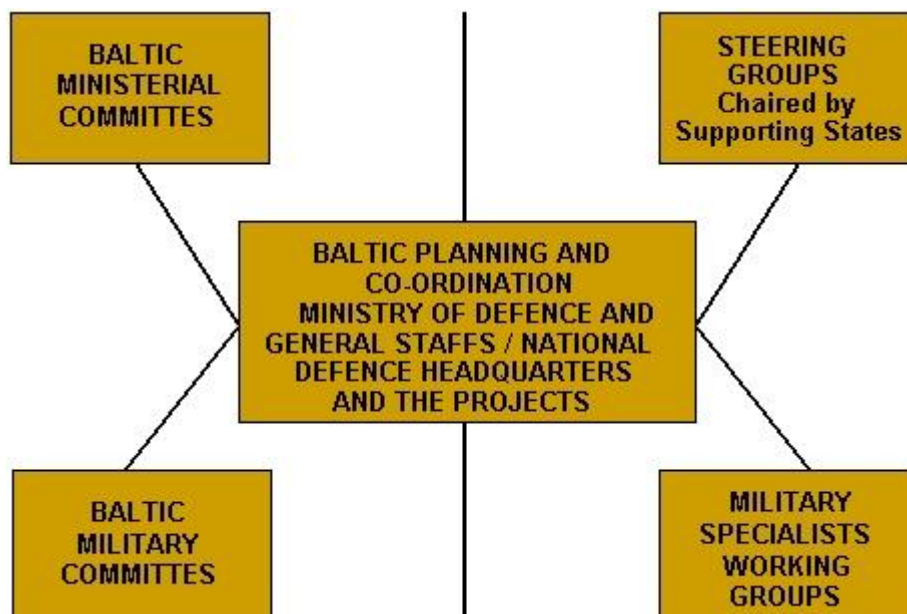 BALTIC
MINISTERIAL
COMMITTES
STEERING
GROUPS
Chaired by
Supporting States
BALTIC PLANNING AND
CO-ORDINATION
MINISTRY OF DEFENCE AND
GENERAL STAFFS / NATIONAL
DEFENCE HEADQUARTERS
AND THE PROJECTS
BALTIC
MILITARY
COMMITTES
MILITARY
SPECIALISTS
WORKING
GROUPS